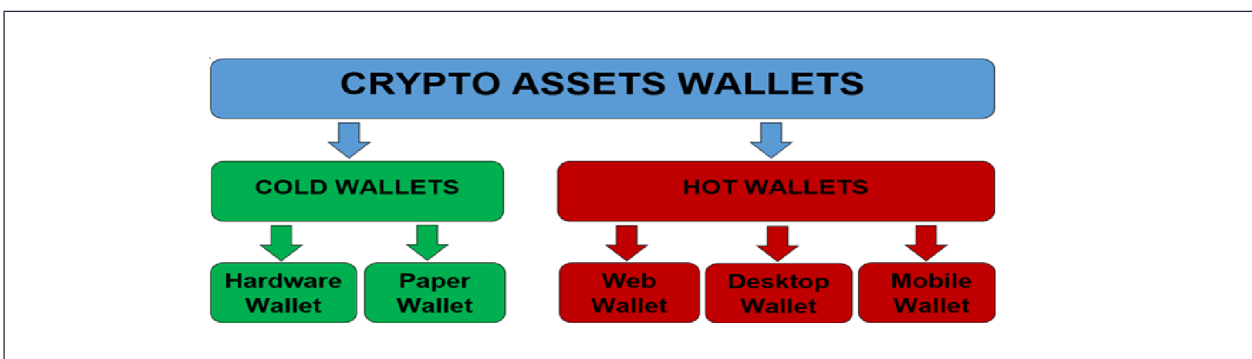 CRYPTO ASSETS WALLETS
COLD WALLETS
HOT WALLETS
Hardware
Wallet
Paper
Wallet
Web
Wallet
Desktop
Wallet
Mobile
Wallet